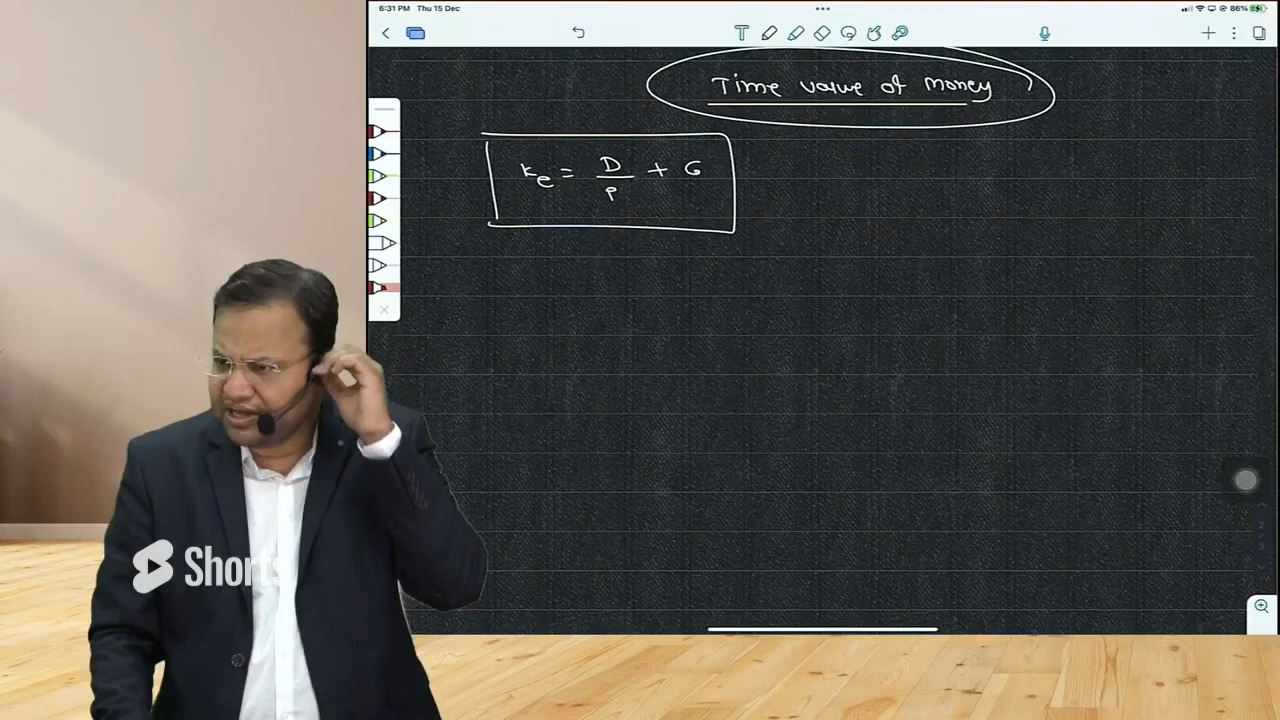 6:31 PM Thu 15 Dec
86%
Time value of money
Ke = D/P + G
Shorts